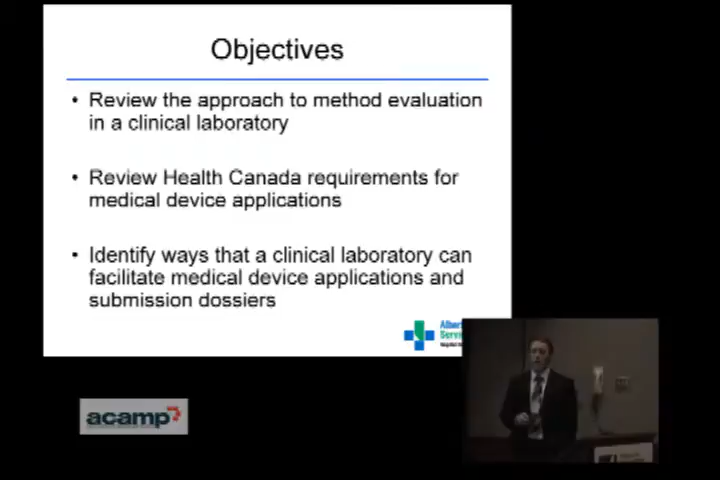 Objectives
• Review the approach to method evaluation
in a clinical laboratory
• Review Health Canada requirements for
medical device applications
• Identify ways that a clinical laboratory can
facilitate medical device applications and
submission dossiers
acamp